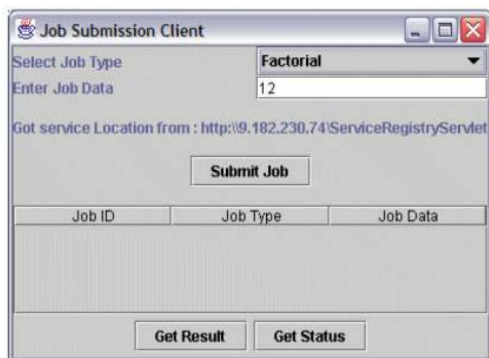 Job Submission Client
Select Job Type Factorial
Enter Job Data 12
Got service Location from : http:\\9.182.230.74\ServiceRegistryServlet
Submit Job
Job ID Job Type Job Data
Get Result Get Status